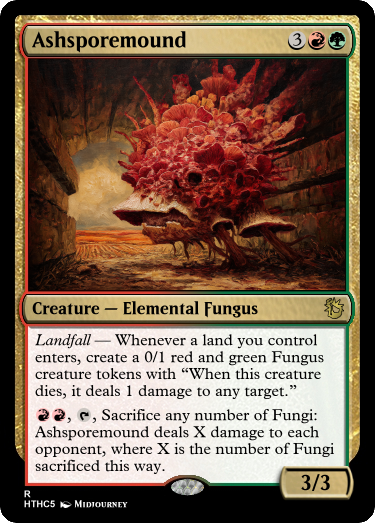 Ashsporemound 3
Creature — Elemental Fungus
Landfall — Whenever a land you control
enters, create a 0/1 red and green Fungus
creature tokens with “When this creature
dies, it deals 1 damage to any target.”
, , Sacrifice any number of Fungi:
Ashsporemound deals X damage to each
opponent, where X is the number of Fungi
sacrificed this way.
3/3
R
HTHC5 Midjourney